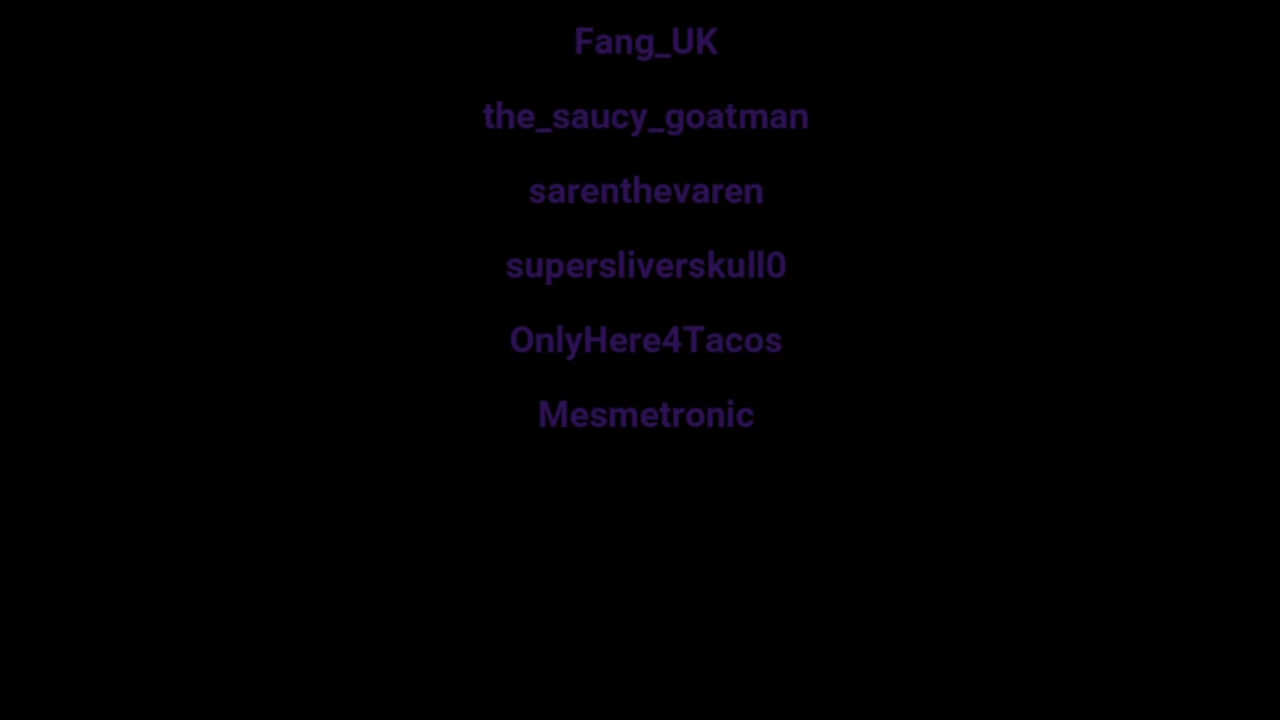 Fang_UK
the_saucy_goatman
sarenthevaren
supersliverskull0
OnlyHere4Tacos
Mesmetronic